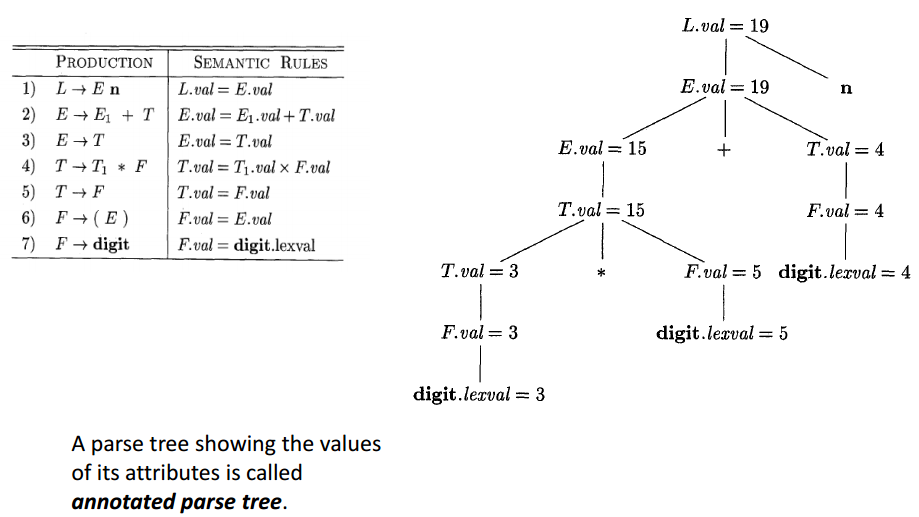 PRODUCTION SEMANTIC RULES
1) L → E n L.val = E.val
2) E → E₁ + T E.val = E₁.val + T.val
3) E → T E.val = T.val
4) T → T₁ * F T.val = T₁.val × F.val
5) T → F T.val = F.val
6) F → ( E ) F.val = E.val
7) F → digit F.val = digit.lexval
L.val = 19
E.val = 19 n
E.val = 15 + T.val = 4
T.val = 15 F.val = 4
T.val = 3 * F.val = 5 digit.lexval = 4
F.val = 3 digit.lexval = 5
digit.lexval = 3
A parse tree showing the values
of its attributes is called
annotated parse tree.